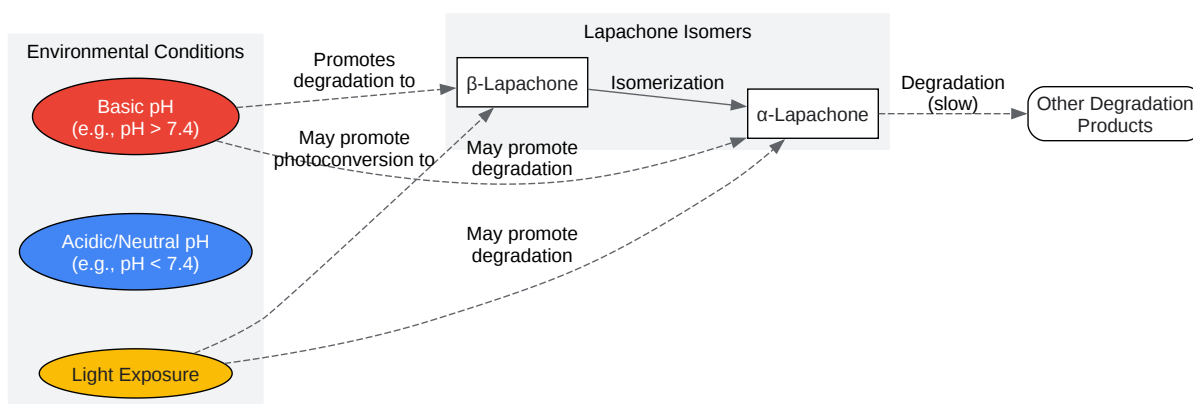 Lapachone Isomers
Environmental Conditions
Promotes
degradation to
Basic pH
(e.g., pH > 7.4)
β-Lapachone
Isomerization
α-Lapachone
Degradation
(slow)
Other Degradation
Products
May promote
photoconversion to
May promote
degradation
Acidic/Neutral pH
(e.g., pH < 7.4)
May promote
degradation
Light Exposure